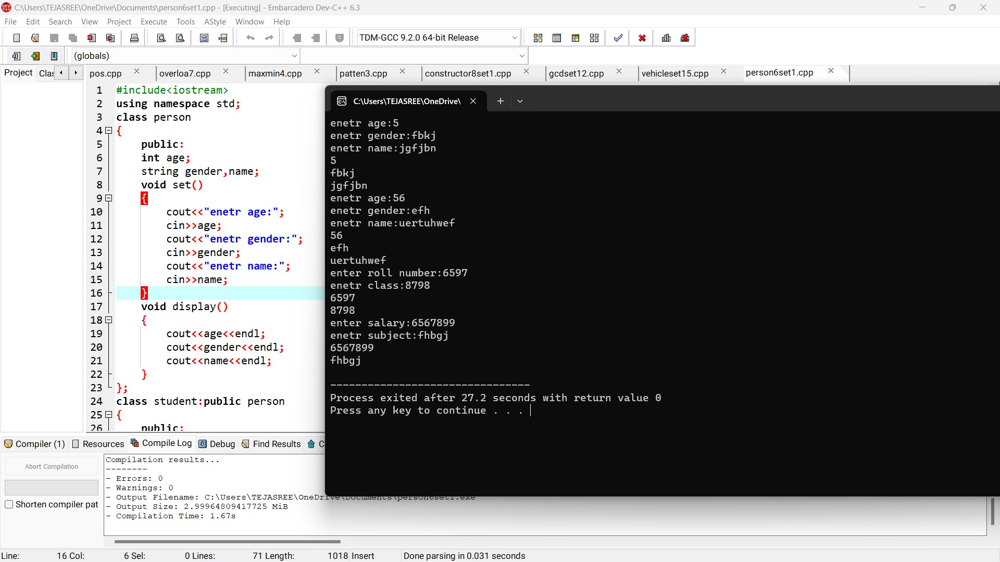 C:\Users\TEJASREE\OneDrive\Documents\person6set1.cpp - [Executing] - Embarcadero Dev-C++ 6.3
File Edit Search View Project Execute Tools AStyle Window Help
TDM-GCC 9.2.0 64-bit Release
(globals)
Project Clas pos.cpp overloa7.cpp maxmin4.cpp patten3.cpp constructor8set1.cpp gcdset12.cpp vehicleset15.cpp person6set1.cpp
1 #include<iostream>
2 using namespace std;
3 class person
4 {
5 public:
6 int age;
7 string gender,name;
8 void set()
9 {
10 cout<<"enetr age:";
11 cin>>age;
12 cout<<"enetr gender:";
13 cin>>gender;
14 cout<<"enetr name:";
15 cin>>name;
16 }
17 void display()
18 {
19 cout<<age<<endl;
20 cout<<gender<<endl;
21 cout<<name<<endl;
22 }
23 };
24 class student:public person
25 {
26 public:
C:\Users\TEJASREE\OneDrive\
enetr age:5
enetr gender:fbkj
enetr name:jgfjbn
5
fbkj
jgfjbn
enetr age:56
enetr gender:efh
enetr name:uertuhwef
56
efh
uertuhwef
enter roll number:6597
enetr class:8798
6597
8798
enter salary:6567899
enetr subject:fhbgj
6567899
fhbgj
--------------------------------
Process exited after 27.2 seconds with return value 0
Press any key to continue . . .
Compiler (1) Resources Compile Log Debug Find Results C
Abort Compilation
Shorten compiler pat
Compilation results...
--------
- Errors: 0
- Warnings: 0
- Output Filename: C:\Users\TEJASREE\OneDrive\Documents\person6set1.exe
- Output Size: 2.99964809417725 MiB
- Compilation Time: 1.67s
Line: 16 Col: 6 Sel: 0 Lines: 71 Length: 1018 Insert Done parsing in 0.031 seconds